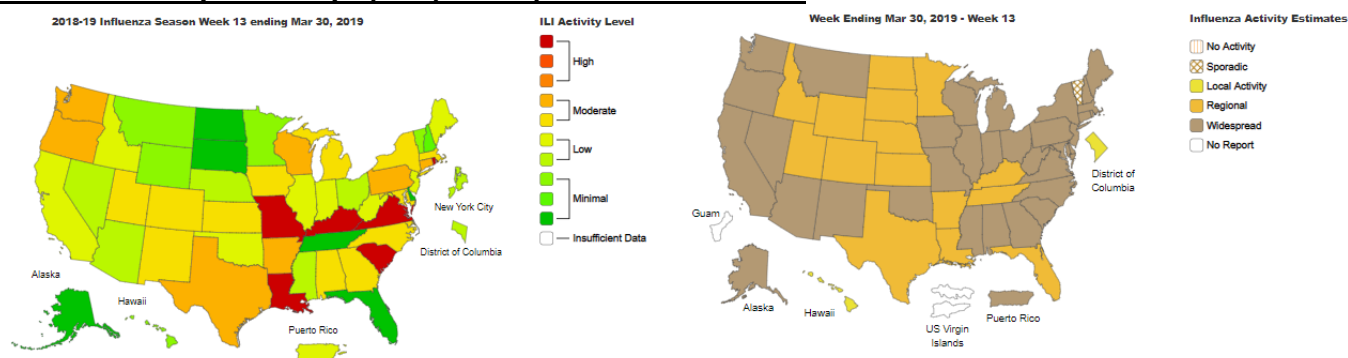 2018-19 Influenza Season Week 13 ending Mar 30, 2019
ILI Activity Level
High
Moderate
Low
Minimal
Insufficient Data
New York City
District of Columbia
Alaska
Hawaii
Puerto Rico
Week Ending Mar 30, 2019 - Week 13
Influenza Activity Estimates
No Activity
Sporadic
Local Activity
Regional
Widespread
No Report
District of
Columbia
Guam
Alaska
Hawaii
US Virgin
Islands
Puerto Rico